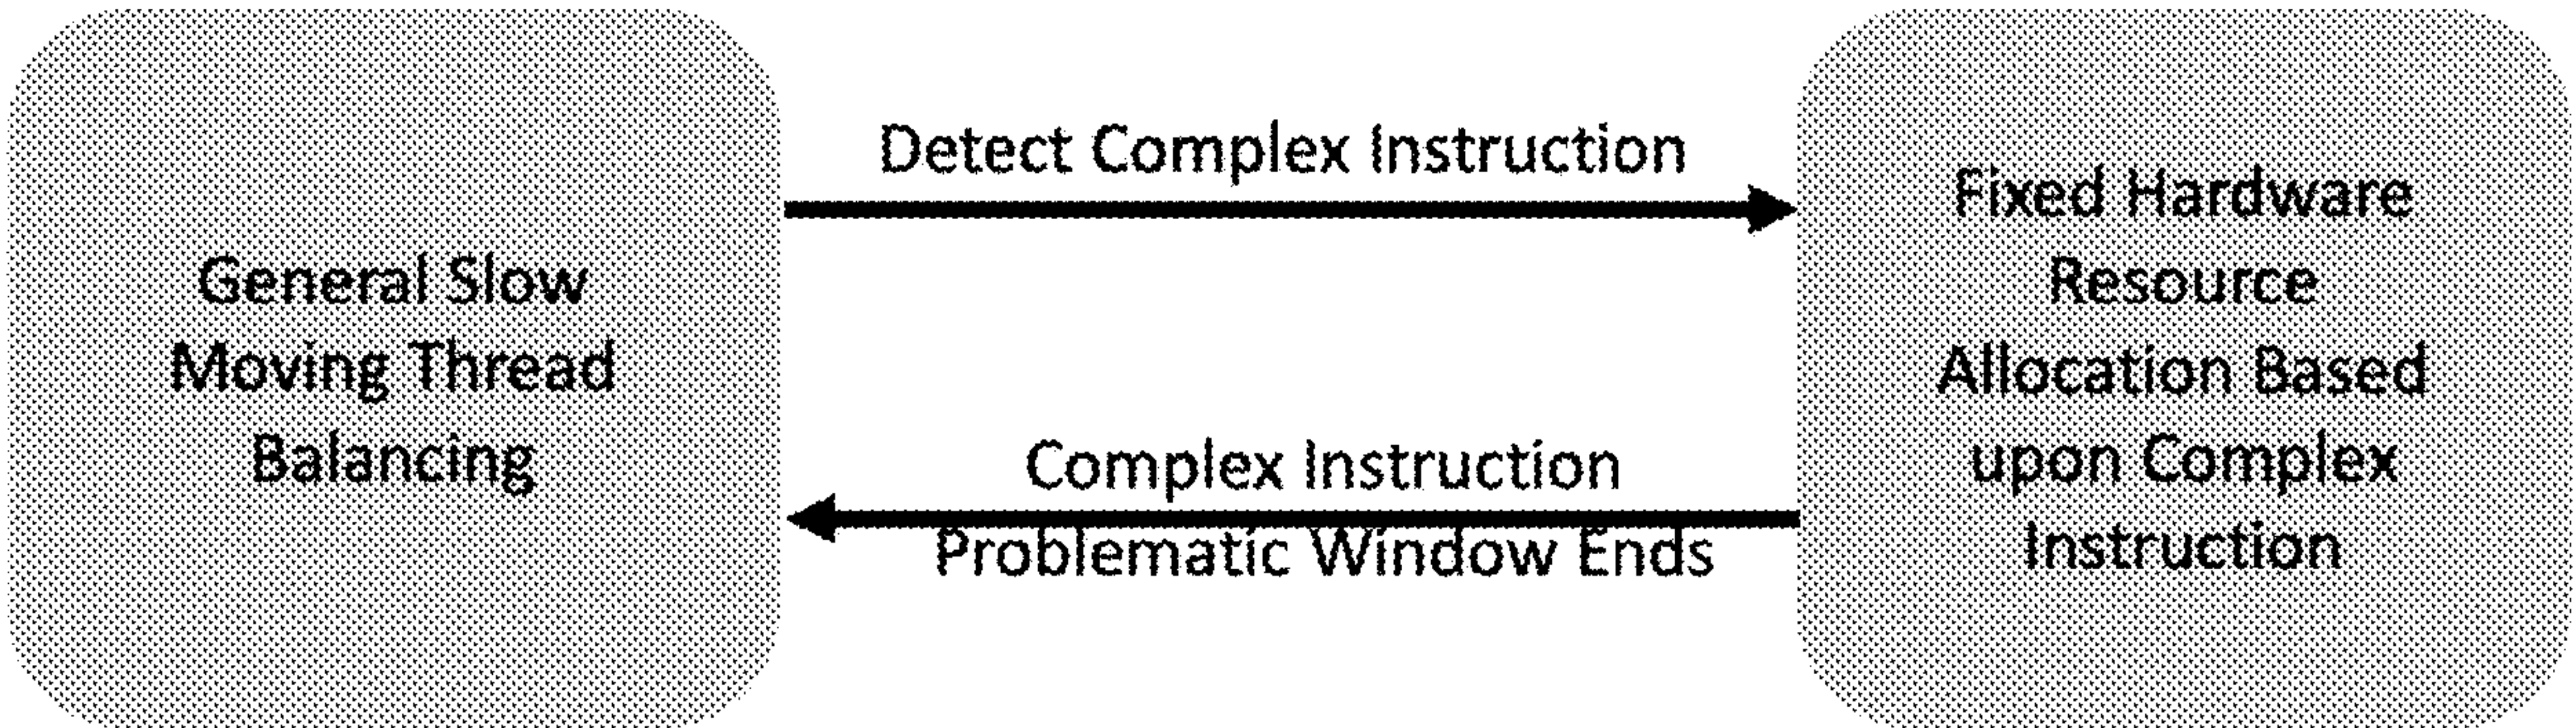 General Slow
Moving Thread
Balancing
Detect Complex Instruction
Complex Instruction
Problematic Window Ends
Fixed Hardware
Resource
Allocation Based
upon Complex
Instruction